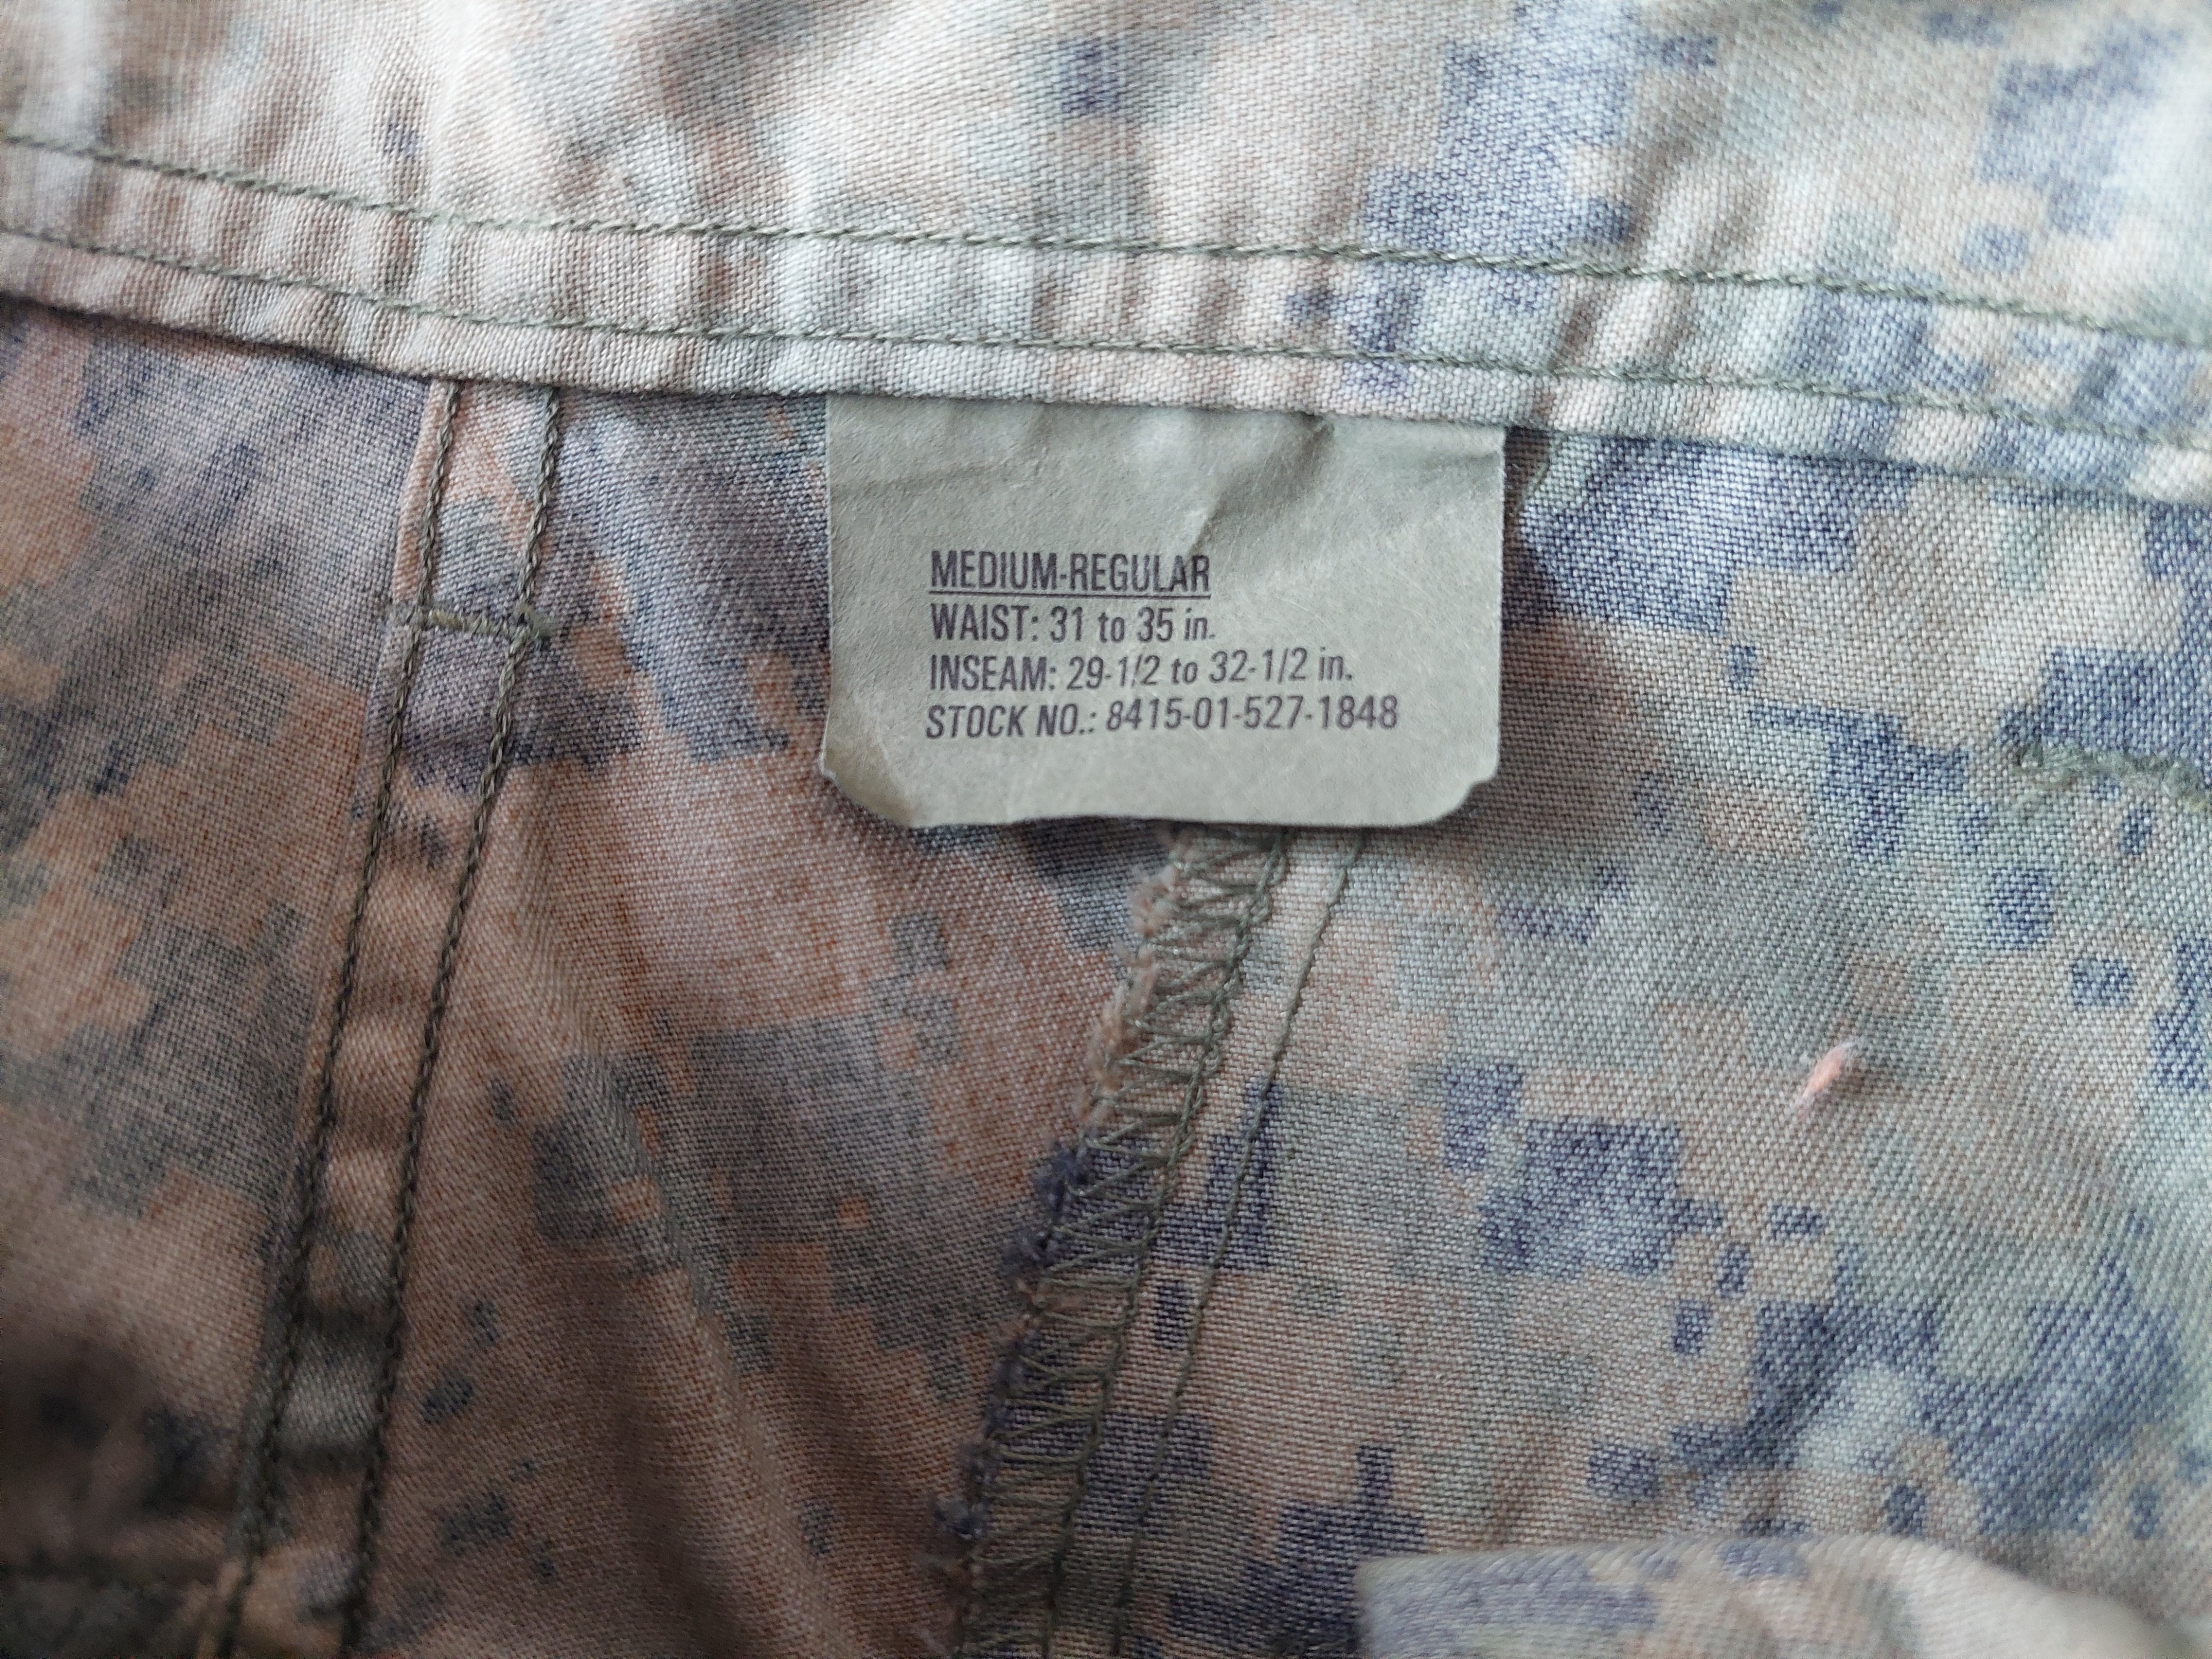 MEDIUM-REGULAR
WAIST: 31 to 35 in.
INSEAM: 29-1/2 to 32-1/2 in.
STOCK NO.: 8415-01-527-1848